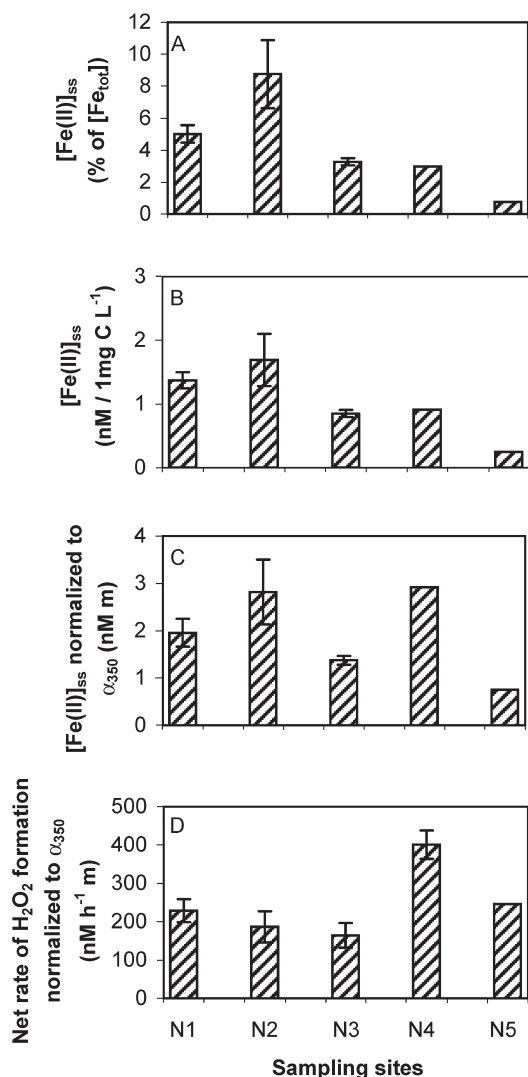 [Fe(II)]ss
(% of [Fetot])
A
12
10
8
6
4
2
0
[Fe(II)]ss
(nM / 1mg C L-1)
B
3
2
1
0
[Fe(II)]ss normalized to
α350 (nM m)
C
4
3
2
1
0
Net rate of H2O2 formation
normalized to α350
(nM h-1 m)
D
500
400
300
200
100
0
N1 N2 N3 N4 N5
Sampling sites